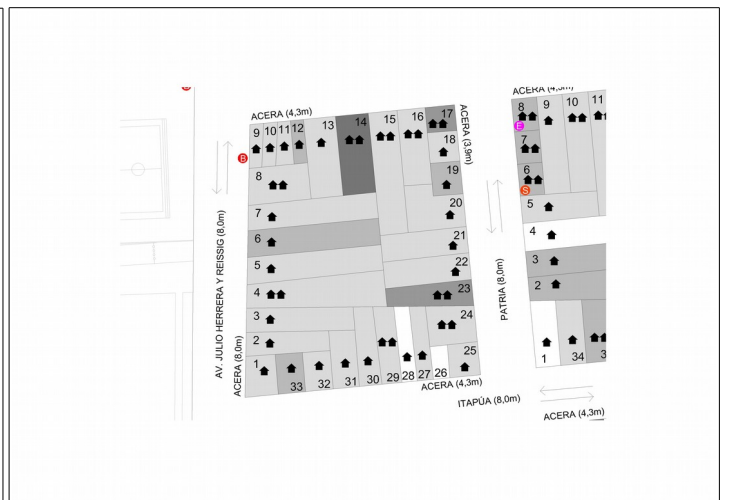 ACERA (4,3m)
9 10 11 12 13 14 15 16 17
B
8
18
19
7
20
6
21
5
22
4
23
3
24
2
25
1
33 32 31 30 29 28 27 26
ACERA (4,3m)
ACERA (3,9m)
AV. JULIO HERRERA Y REISSIG (8,0m)
ACERA (8,0m)
PATRIA (8,0m)
ACERA (4,3m)
8 9 10 11
E
7
6
S
5
4
3
2
1 34
ITAPÚA (8,0m)
ACERA (4,3m)